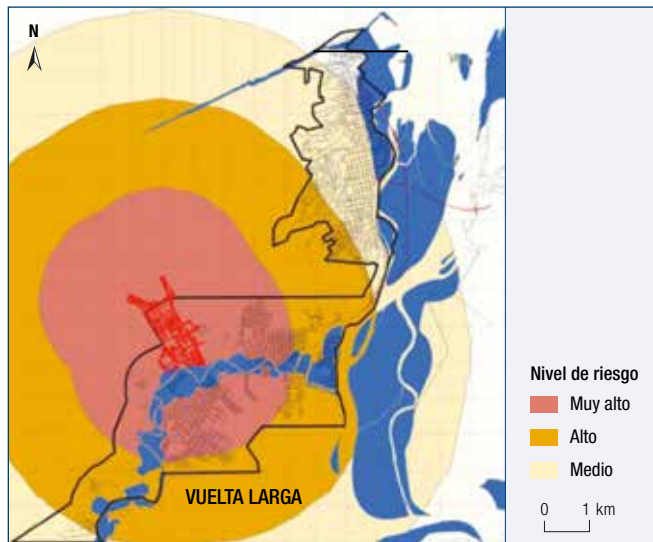 N
VUELTA LARGA
Nivel de riesgo
Muy alto
Alto
Medio
0 1 km